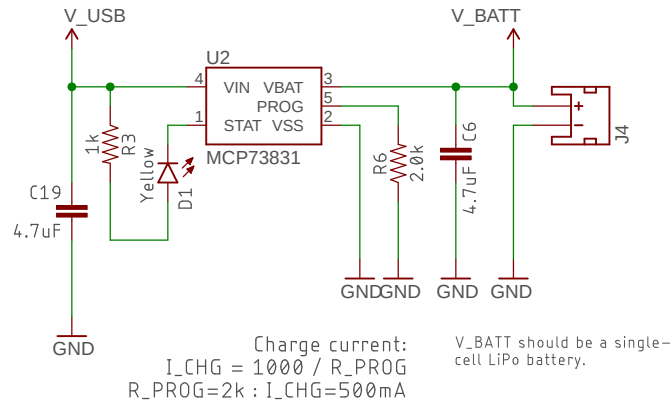 V_USB
V_BATT
U2
4
VIN
VBAT
3
PROG
5
1
STAT
VSS
2
MCP73831
1k
R3
Yellow
D1
C19
4.7uF
R6
2.0k
C6
4.7uF
J4
+
-
GND
GND
GND
GND
GND
Charge current:
I_CHG = 1000 / R_PROG
R_PROG=2k : I_CHG=500mA
V_BATT should be a single-
cell LiPo battery.